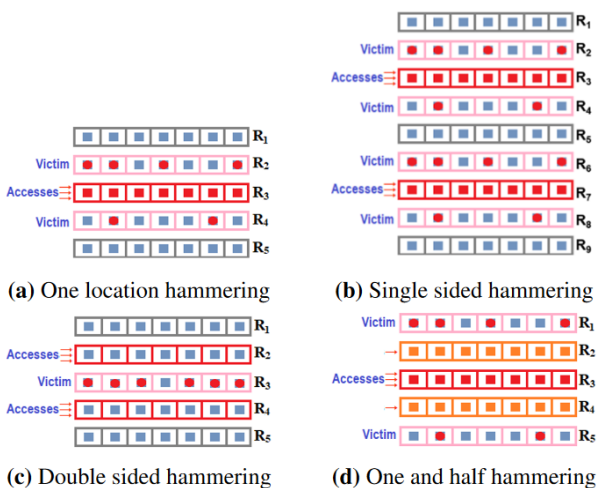 R1
Victim R2
Accesses R3
Victim R4
R5
(a) One location hammering
R1
Victim R2
Accesses R3
Victim R4
R5
Victim R6
Accesses R7
Victim R8
R9
(b) Single sided hammering
R1
Accesses R2
Victim R3
Accesses R4
R5
(c) Double sided hammering
Victim R1
R2
Accesses R3
R4
Victim R5
(d) One and half hammering